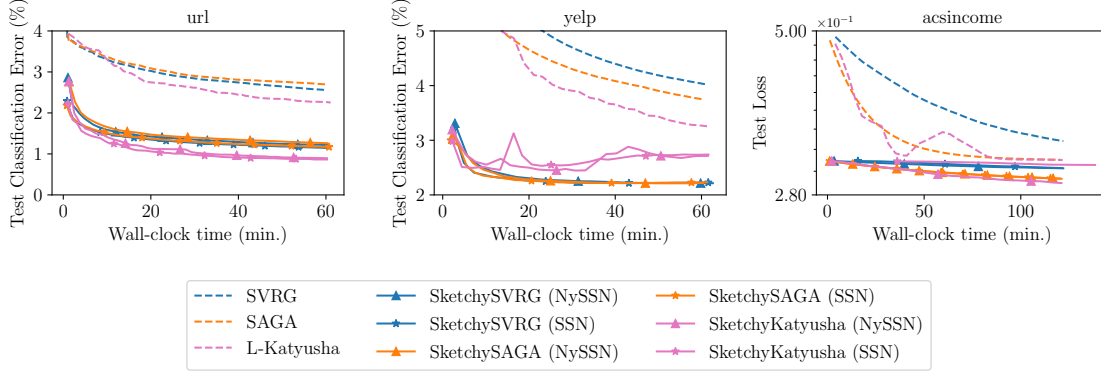 url
Test Classification Error (%)
4
3
2
1
0
0
20
40
60
Wall-clock time (min.)
yelp
Test Classification Error (%)
5
4
3
2
0
20
40
60
Wall-clock time (min.)
acsincome
×10⁻¹
Test Loss
5.00
2.80
0
50
100
Wall-clock time (min.)
SVRG
SAGA
L-Katyusha
SketchySVRG (NySSN)
SketchySVRG (SSN)
SketchySAGA (NySSN)
SketchySAGA (SSN)
SketchyKatyusha (NySSN)
SketchyKatyusha (SSN)